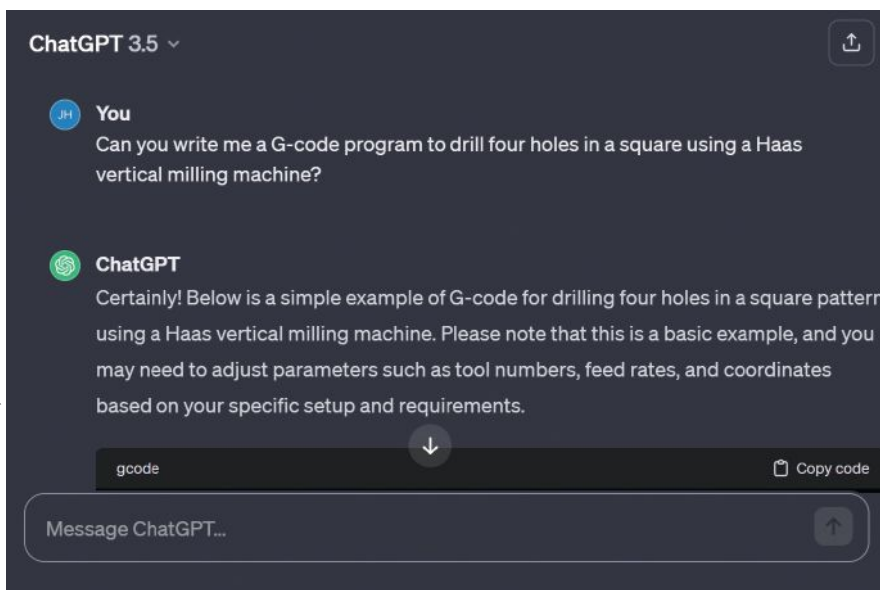 ChatGPT 3.5
JH
You
Can you write me a G-code program to drill four holes in a square using a Haas
vertical milling machine?
ChatGPT
Certainly! Below is a simple example of G-code for drilling four holes in a square pattern
using a Haas vertical milling machine. Please note that this is a basic example, and you
may need to adjust parameters such as tool numbers, feed rates, and coordinates
based on your specific setup and requirements.
gcode Copy code
Message ChatGPT...